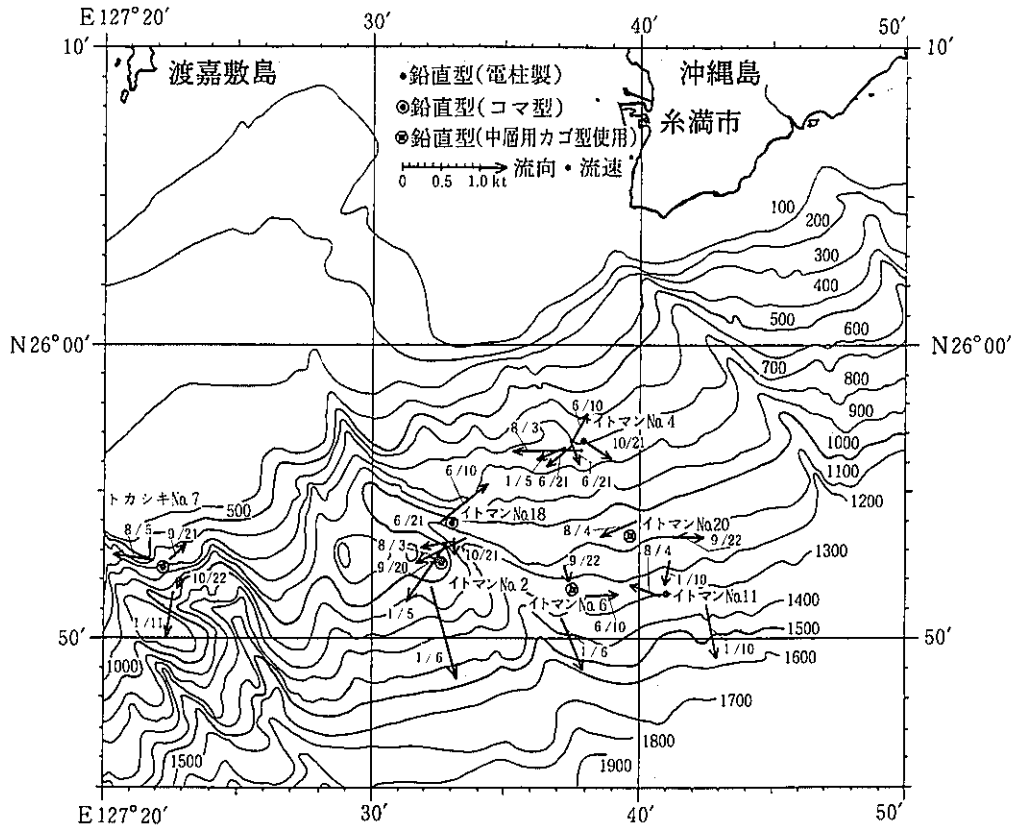 E127°20′ 30′ 40′ 50′
10′ 10′
渡嘉敷島
沖縄島
糸満市
鉛直型(電柱製)
鉛直型(コマ型)
鉛直型(中層用カゴ型使用)
流向・流速
0 0.5 1.0 kt
100
200
300
400
500
600
700
800
900
1000
1100
1200
1300
1400
1500
1600
1700
1800
1900
N26°00′ N26°00′
6/10
イトマンNo.4
8/3
10/21
1/5 6/21 6/21
6/10
トカシキNo.7
500
8/5 9/21
6/21
イトマンNo.18
8/4
イトマンNo.20
9/22
8/3
10/21
9/20
イトマンNo.2
9/22
8/4
1/10
10/22
1/5
イトマンNo.6
イトマンNo.11
6/10
1/11
50′ 50′
1/6
1/6
1/10
1000
1500
E127°20′ 30′ 40′ 50′